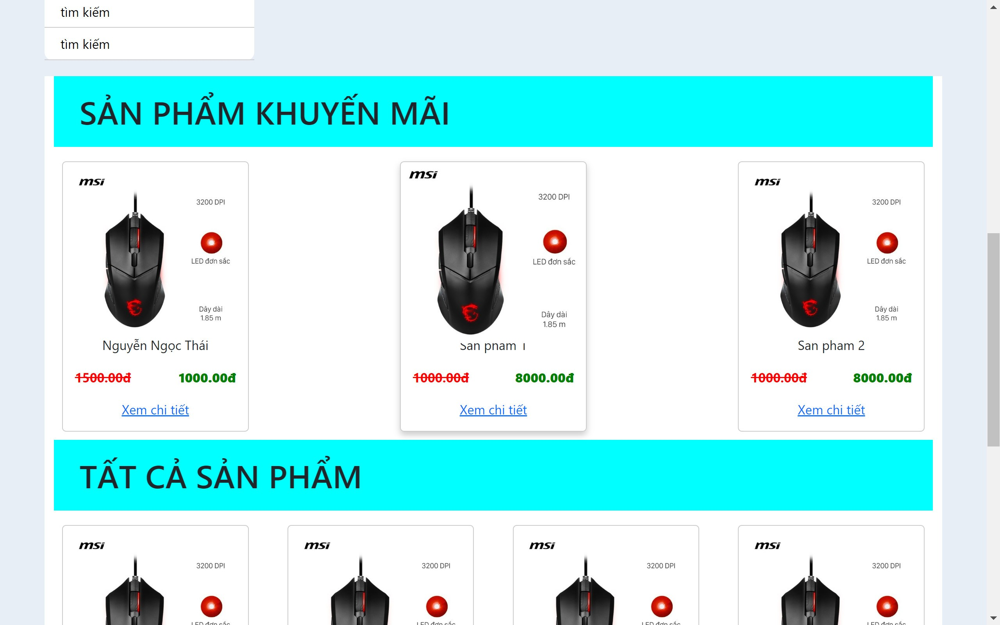 tìm kiếm
tìm kiếm
SẢN PHẨM KHUYẾN MÃI
msi
3200 DPI
LED đơn sắc
Dây dài
1.85 m
Nguyễn Ngọc Thái
1500.00đ 1000.00đ
Xem chi tiết
msi
3200 DPI
LED đơn sắc
Dây dài
1.85 m
San pham 1
1000.00đ 8000.00đ
Xem chi tiết
msi
3200 DPI
LED đơn sắc
Dây dài
1.85 m
San pham 2
1000.00đ 8000.00đ
Xem chi tiết
TẤT CẢ SẢN PHẨM
msi
3200 DPI
LED đơn sắc
msi
3200 DPI
LED đơn sắc
msi
3200 DPI
LED đơn sắc
msi
3200 DPI
LED đơn sắc